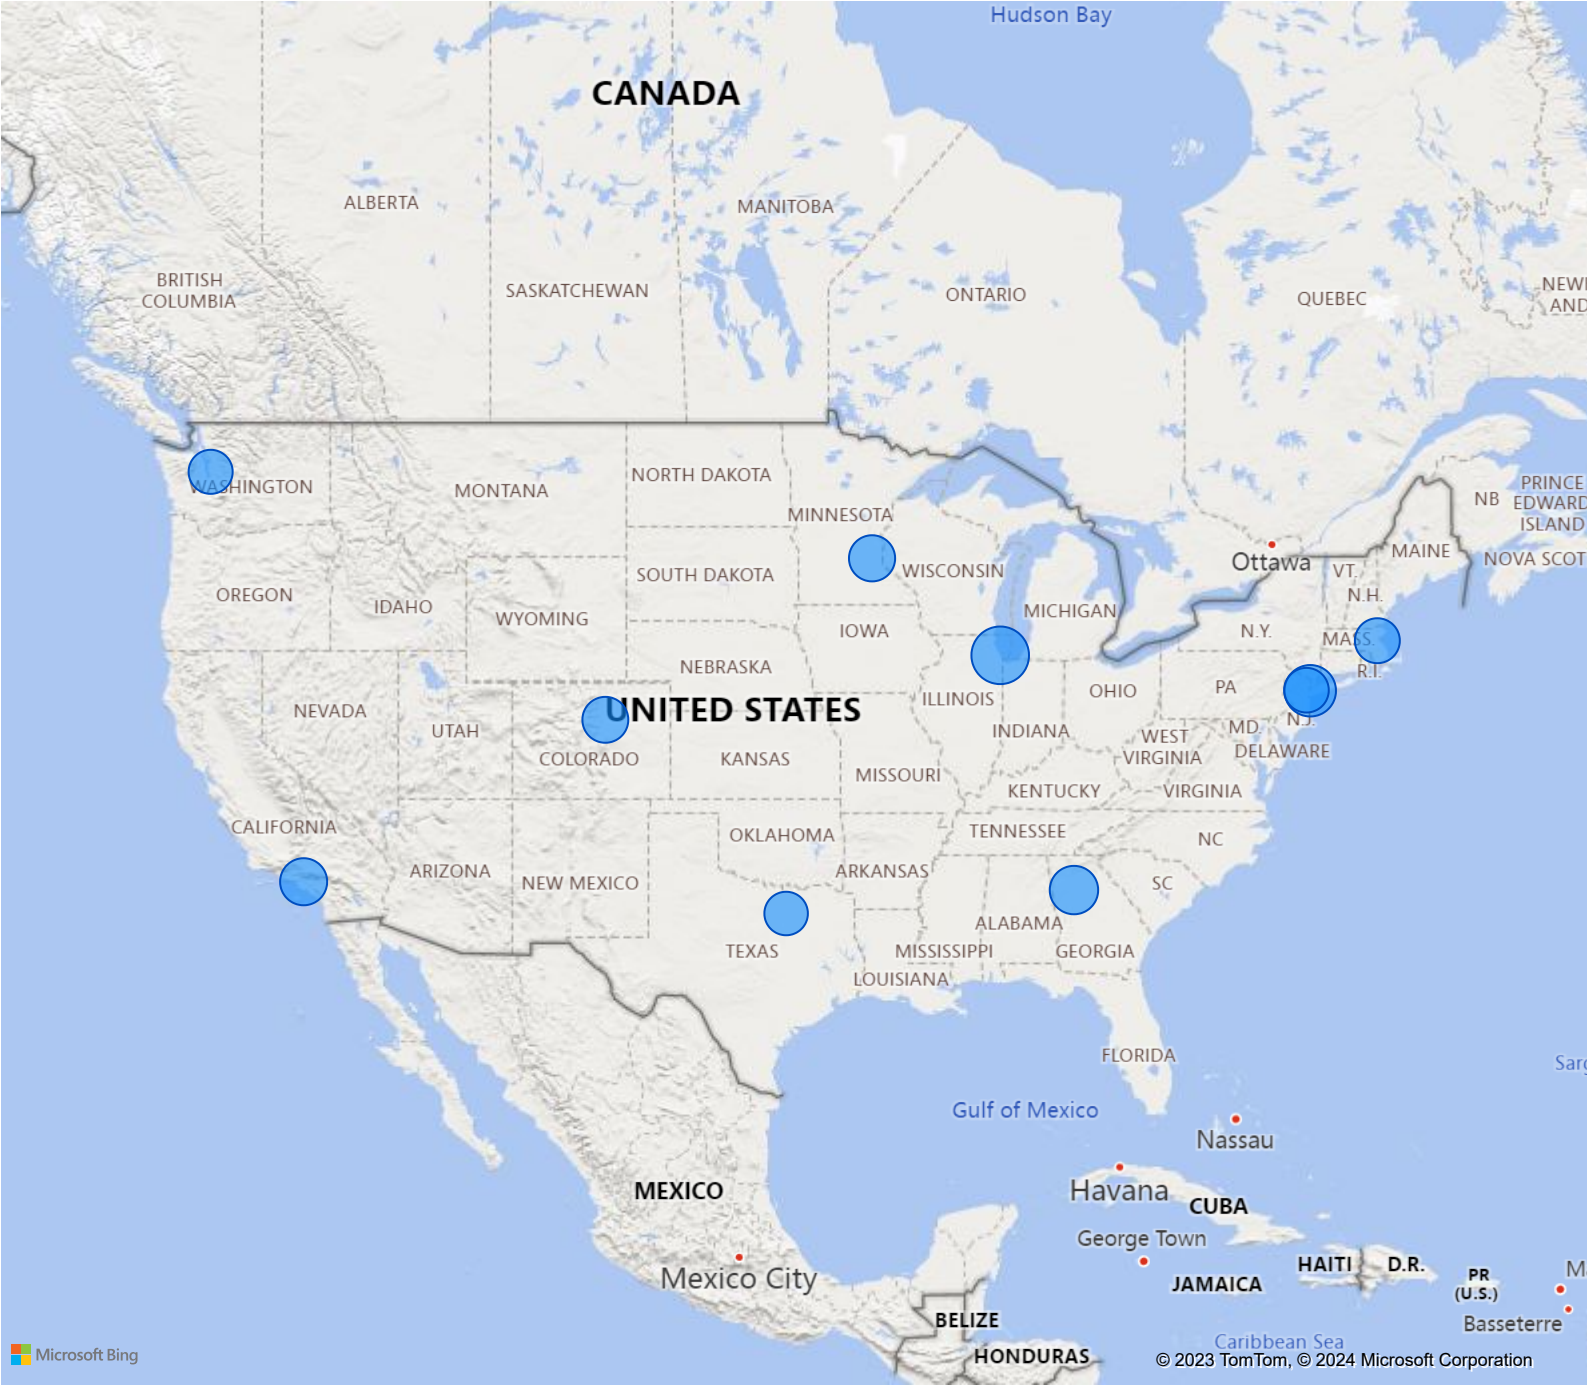 Hudson Bay
CANADA
ALBERTA
MANITOBA
BRITISH
COLUMBIA
SASKATCHEWAN
ONTARIO
QUEBEC
NEWF
AND
WASHINGTON
MONTANA
NORTH DAKOTA
MINNESOTA
NB
PRINCE
EDWARD
ISLAND
Ottawa
MAINE
NOVA SCOT
VT.
N.H.
OREGON
IDAHO
WYOMING
SOUTH DAKOTA
WISCONSIN
MICHIGAN
IOWA
N.Y.
MASS.
R.I.
NEBRASKA
ILLINOIS
OHIO
PA
N.J.
NEVADA
UTAH
UNITED STATES
INDIANA
WEST
VIRGINIA
MD.
DELAWARE
COLORADO
KANSAS
MISSOURI
KENTUCKY
VIRGINIA
CALIFORNIA
OKLAHOMA
TENNESSEE
NC
ARIZONA
NEW MEXICO
ARKANSAS
SC
ALABAMA
TEXAS
MISSISSIPPI
GEORGIA
LOUISIANA
FLORIDA
Sarg
Gulf of Mexico
Nassau
MEXICO
Havana
CUBA
George Town
Mexico City
JAMAICA
HAITI
D.R.
PR
(U.S.)
Basseterre
BELIZE
HONDURAS
Caribbean Sea
Microsoft Bing
© 2023 TomTom, © 2024 Microsoft Corporation